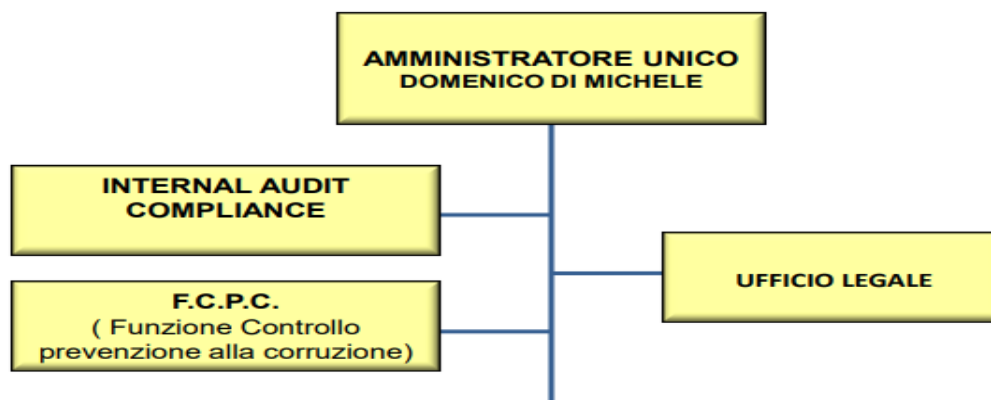 AMMINISTRATORE UNICO
DOMENICO DI MICHELE
INTERNAL AUDIT
COMPLIANCE
UFFICIO LEGALE
F.C.P.C.
( Funzione Controllo
prevenzione alla corruzione)